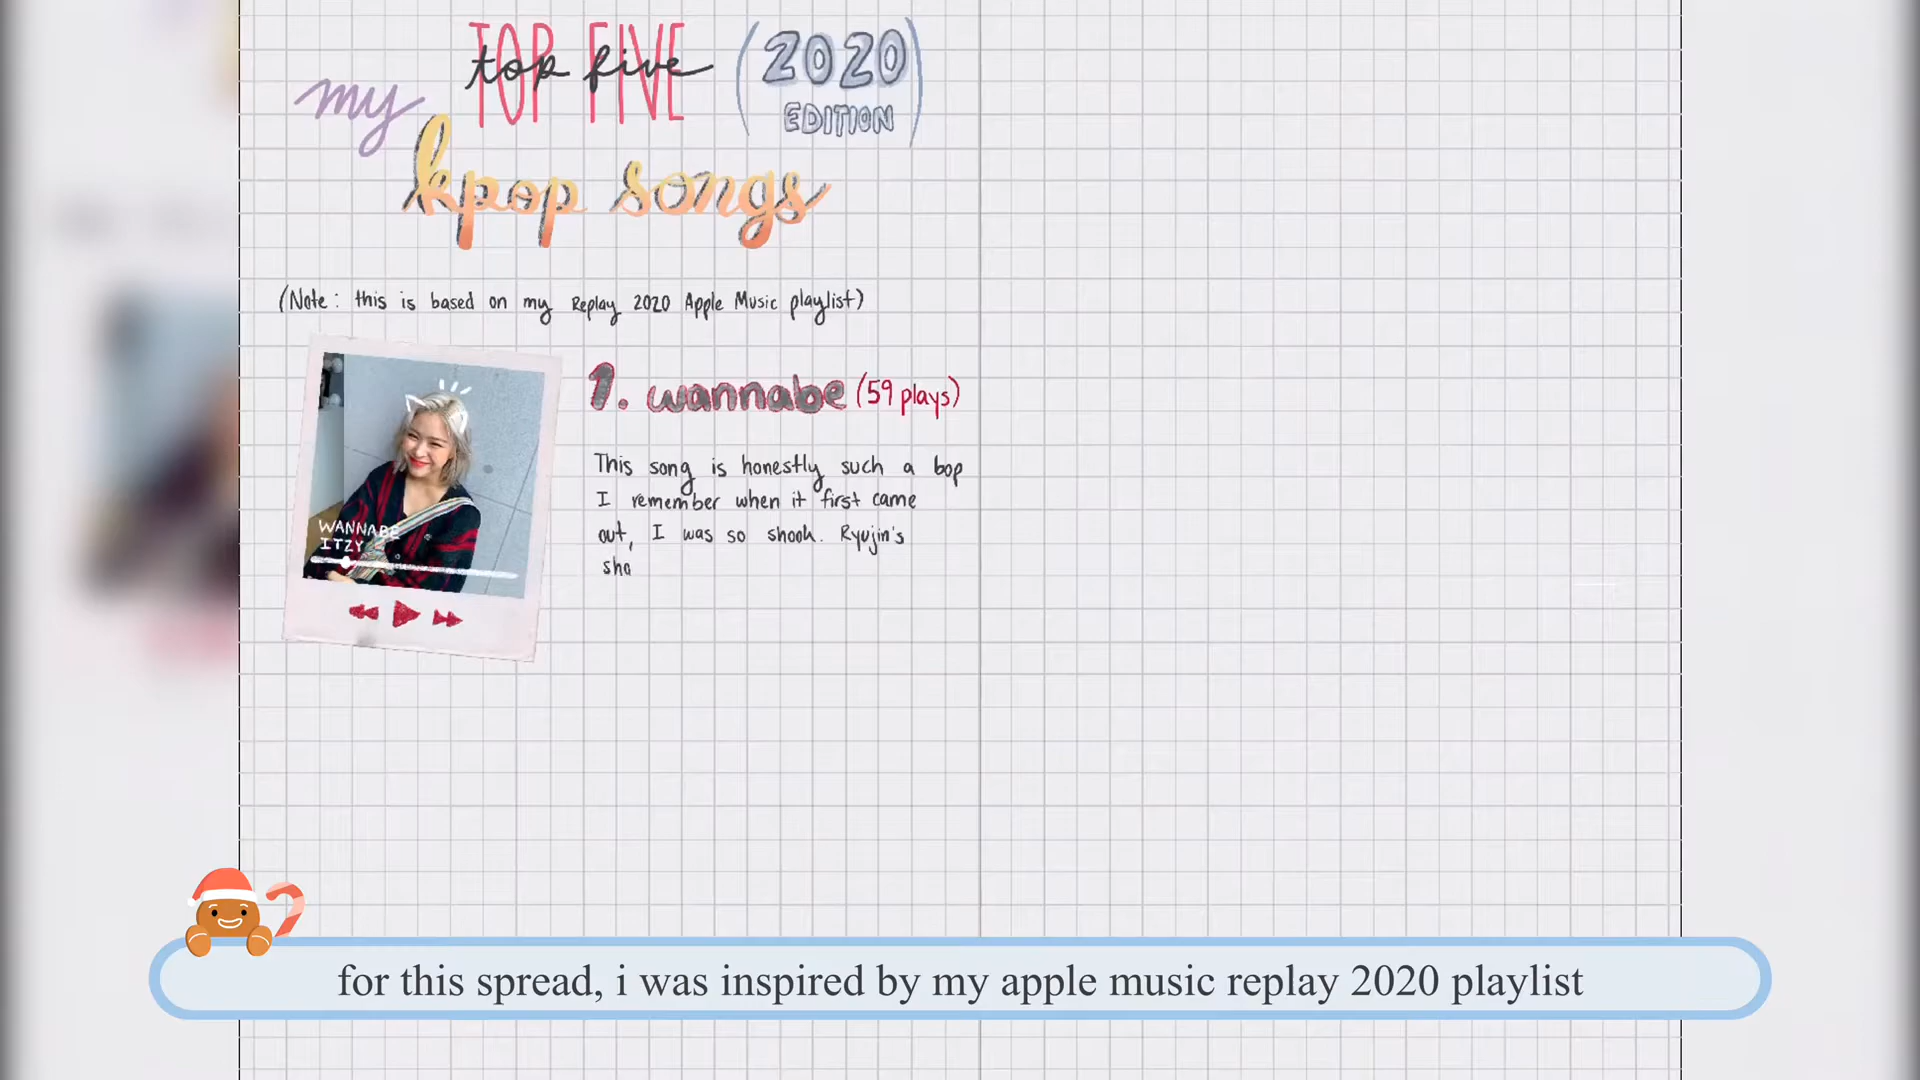 my TOP FIVE top five (2020 EDITION)
kpop songs
(Note: this is based on my Replay 2020 Apple Music playlist)
1. wannabe (59 plays)
This song is honestly such a bop
I remember when it first came
out, I was so shook. Ryujin's
sho
WANNABE
ITZY
for this spread, i was inspired by my apple music replay 2020 playlist